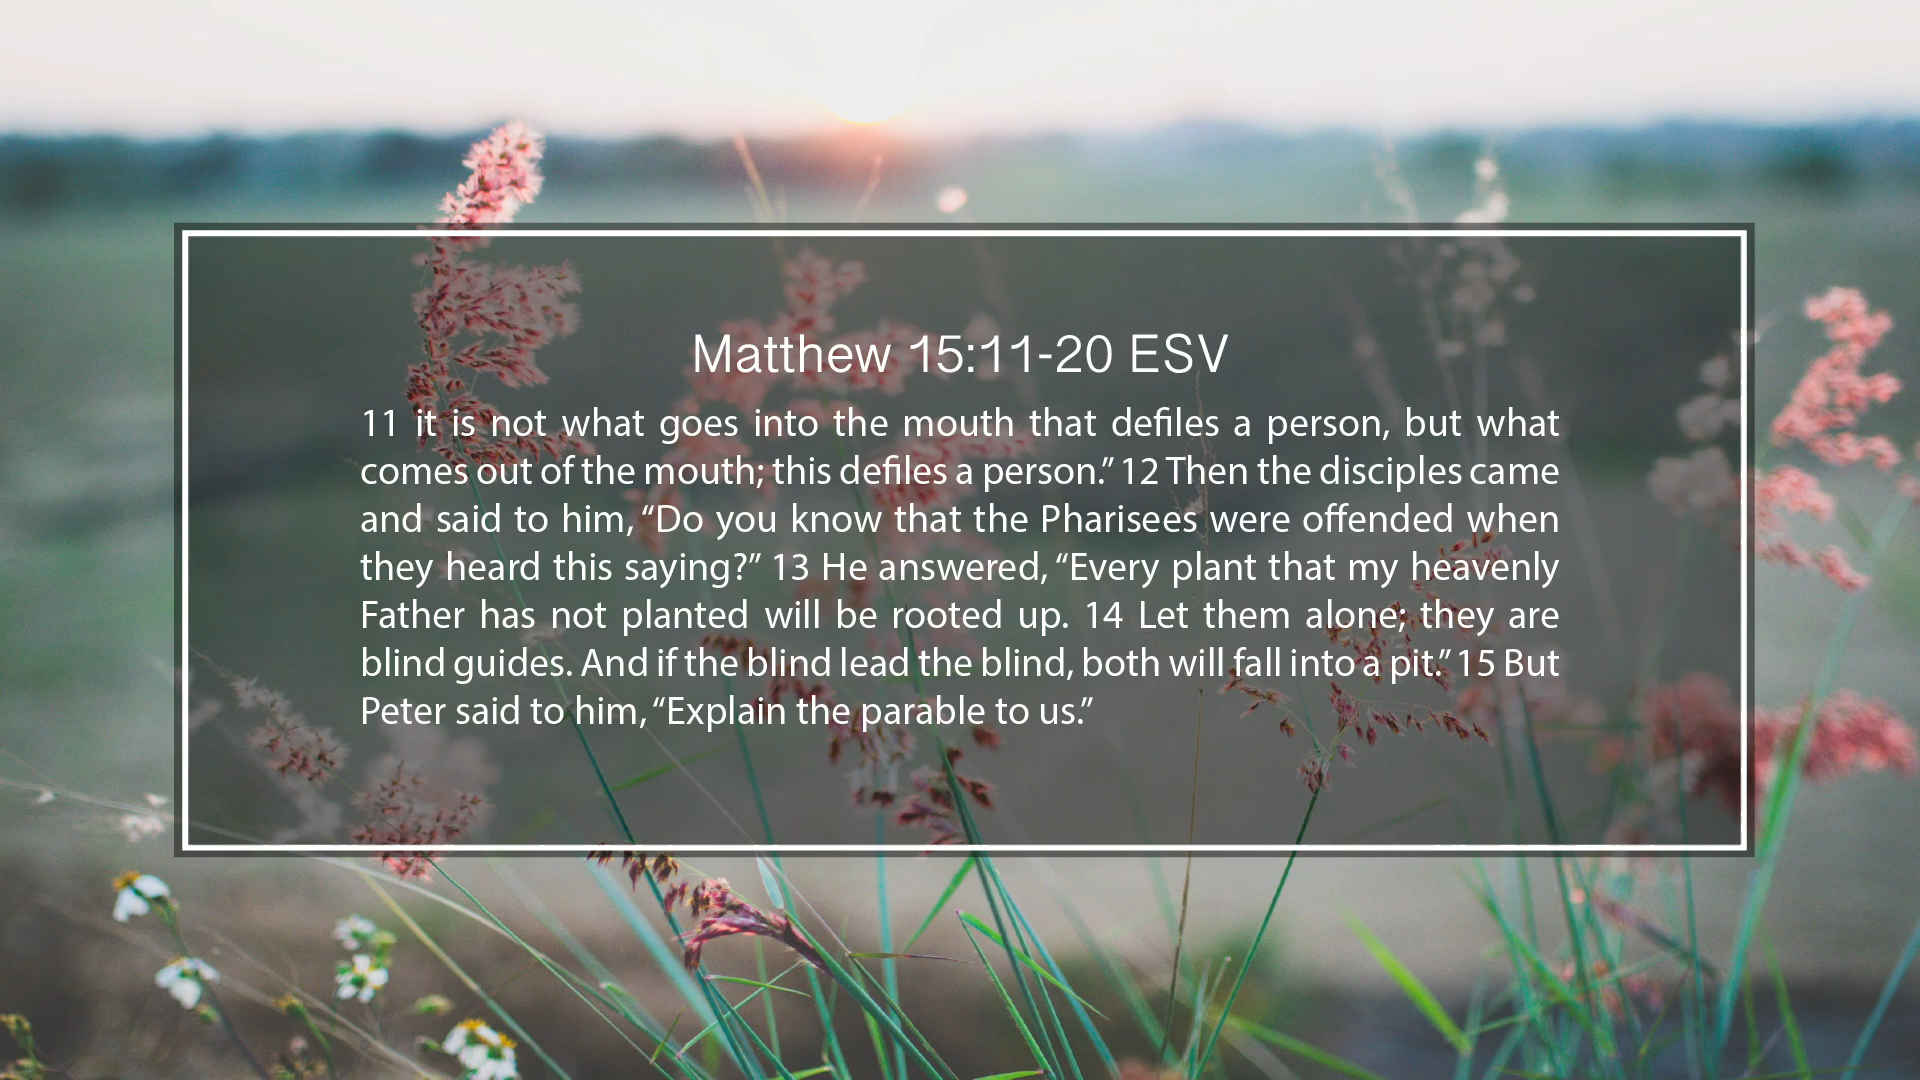 Matthew 15:11-20 ESV
11 it is not what goes into the mouth that defiles a person, but what
comes out of the mouth; this defiles a person.” 12 Then the disciples came
and said to him, “Do you know that the Pharisees were offended when
they heard this saying?” 13 He answered, “Every plant that my heavenly
Father has not planted will be rooted up. 14 Let them alone; they are
blind guides. And if the blind lead the blind, both will fall into a pit.” 15 But
Peter said to him, “Explain the parable to us.”